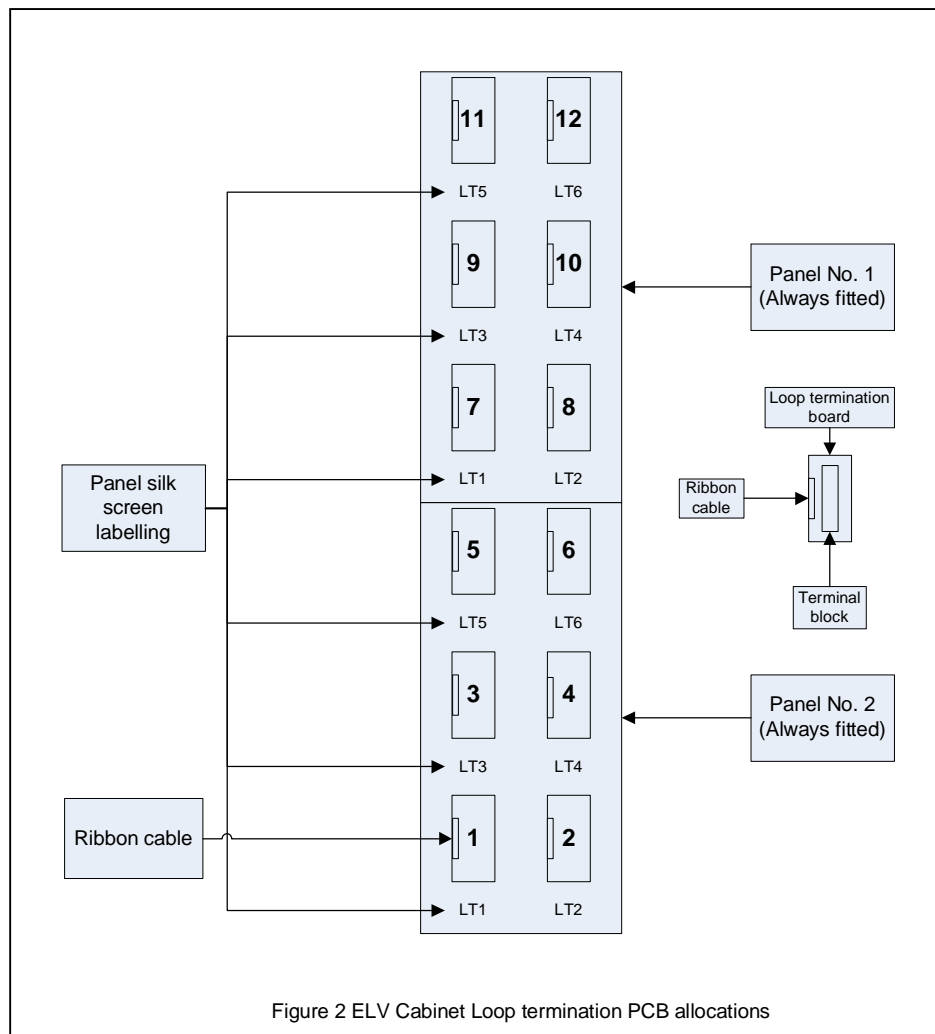 11 12
LT5 LT6
9 10
Panel No. 1
(Always fitted)
LT3 LT4
7 8
Loop termination
board
LT1 LT2
Panel silk
screen
labelling
Ribbon
cable
5 6
Terminal
block
LT5 LT6
3 4
Panel No. 2
(Always fitted)
LT3 LT4
Ribbon cable
1 2
LT1 LT2
Figure 2 ELV Cabinet Loop termination PCB allocations